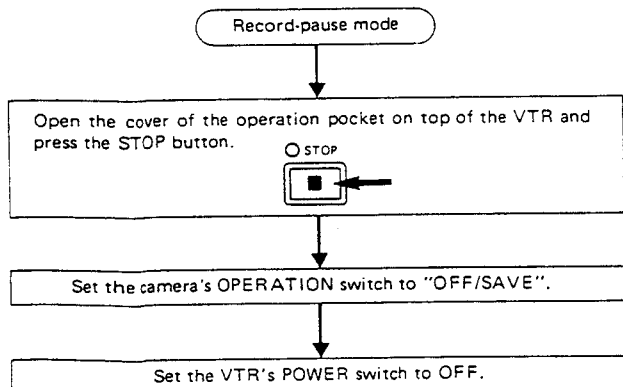 Record-pause mode
Open the cover of the operation pocket on top of the VTR and
press the STOP button.
STOP
Set the camera's OPERATION switch to "OFF/SAVE".
Set the VTR's POWER switch to OFF.